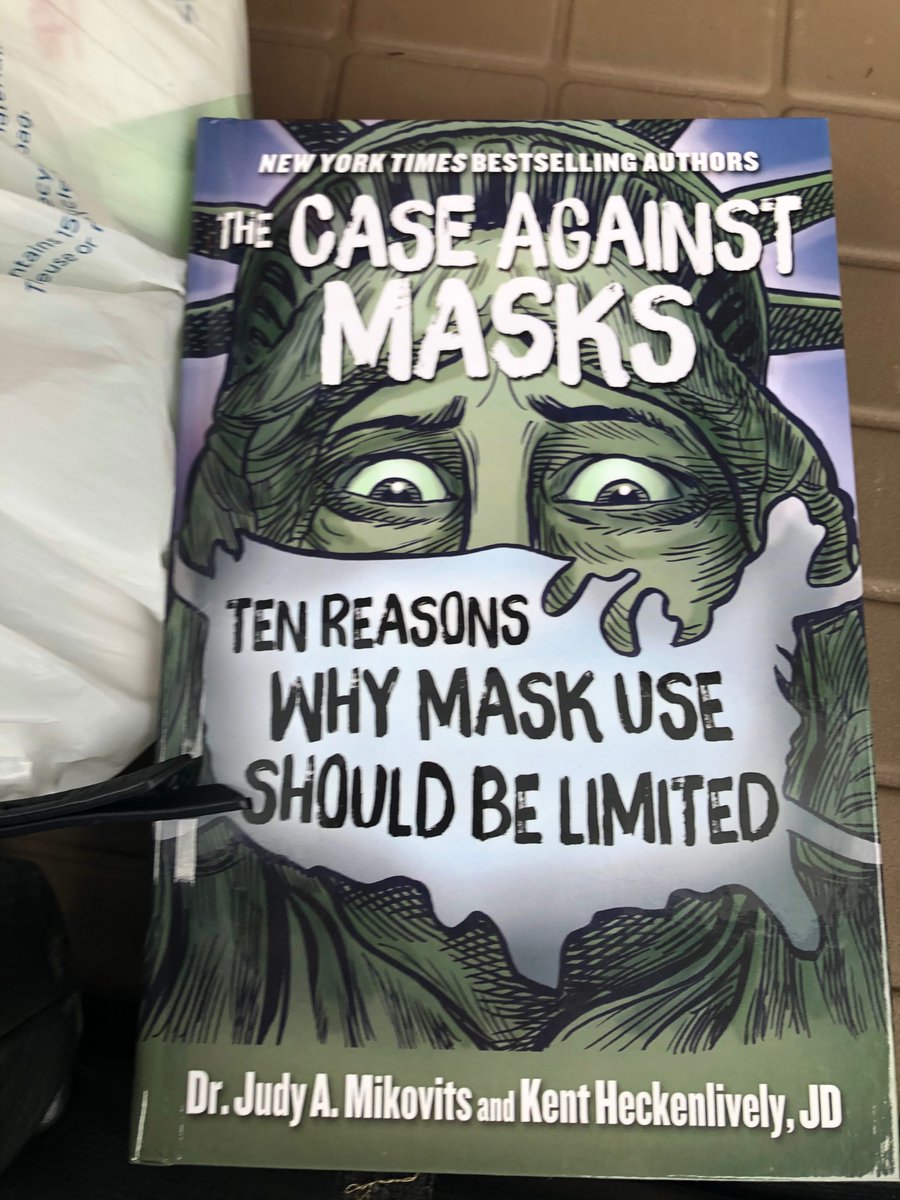 NEW YORK TIMES BESTSELLING AUTHORS
THE CASE AGAINST
MASKS
TEN REASONS
WHY MASK USE
SHOULD BE LIMITED
Dr. Judy A. Mikovits and Kent Heckenlively, JD
bag.